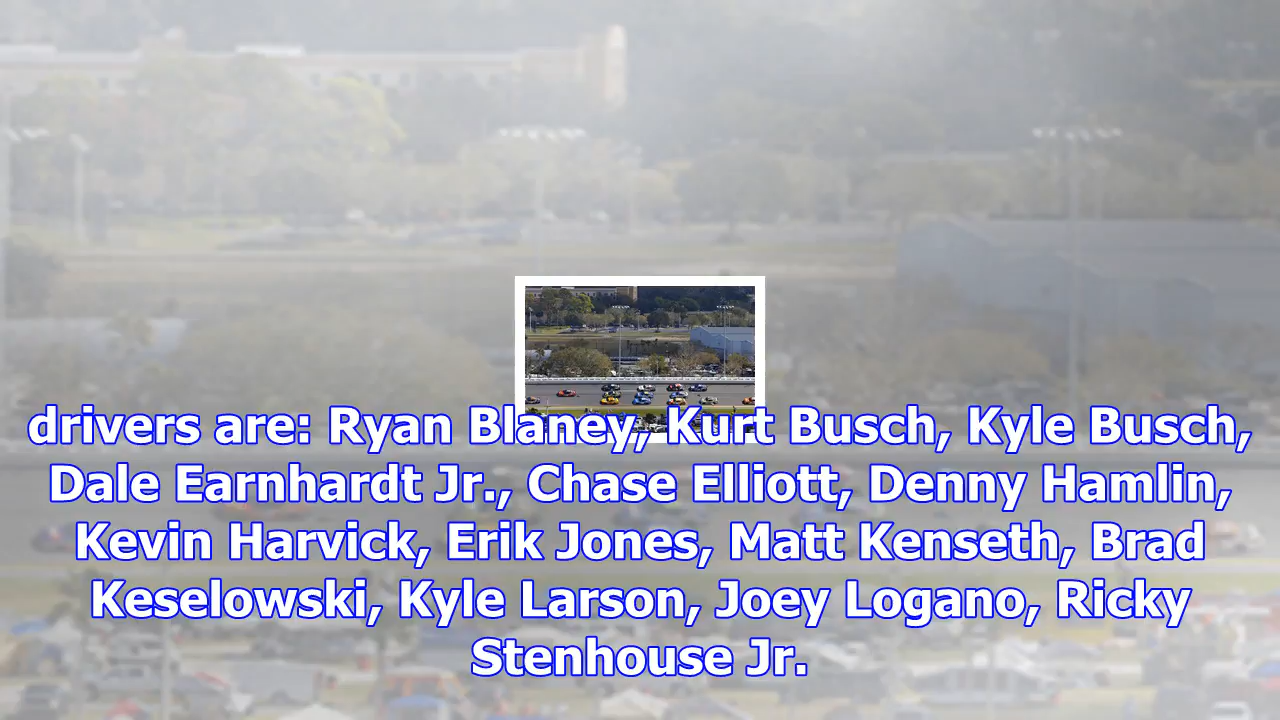 drivers are: Ryan Blaney, Kurt Busch, Kyle Busch,
Dale Earnhardt Jr., Chase Elliott, Denny Hamlin,
Kevin Harvick, Erik Jones, Matt Kenseth, Brad
Keselowski, Kyle Larson, Joey Logano, Ricky
Stenhouse Jr.